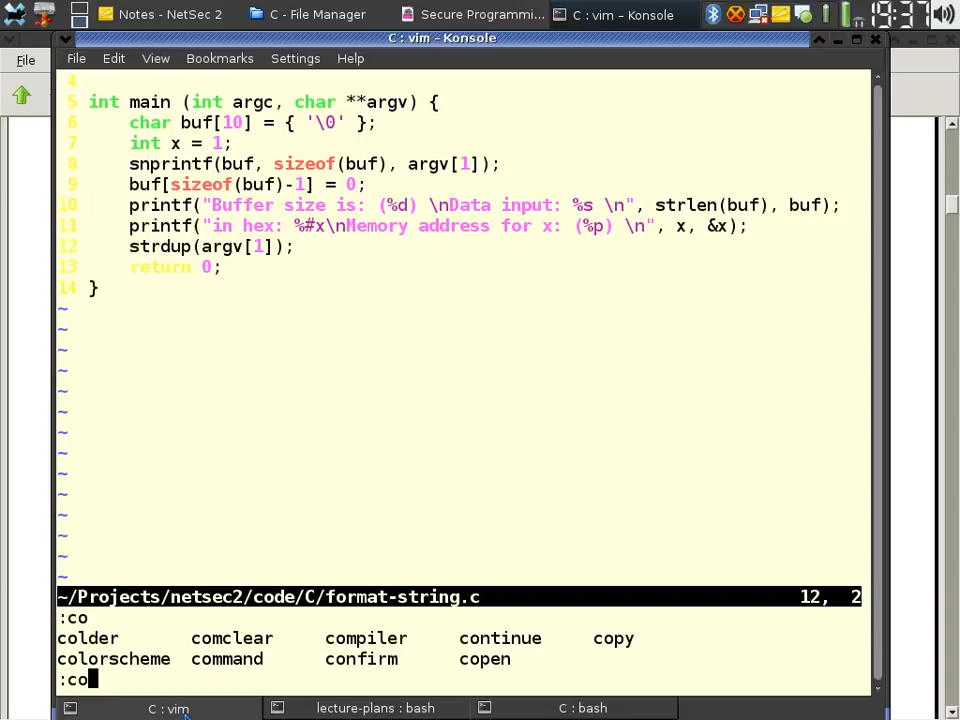 Notes - NetSec 2
C - File Manager
Secure Programmi...
C : vim – Konsole
19:37
C : vim – Konsole
File
File Edit View Bookmarks Settings Help
4
5 int main (int argc, char **argv) {
6     char buf[10] = { '\0' };
7     int x = 1;
8     snprintf(buf, sizeof(buf), argv[1]);
9     buf[sizeof(buf)-1] = 0;
10     printf("Buffer size is: (%d) \nData input: %s \n", strlen(buf), buf);
11     printf("in hex: %#x\nMemory address for x: (%p) \n", x, &x);
12     strdup(argv[1]);
13     return 0;
14 }
~
~
~
~
~
~
~
~
~
~
~
~
~
~
~/Projects/netsec2/code/C/format-string.c 12, 2
:co
colder comclear compiler continue copy
colorscheme command confirm copen
:co
C : vim
lecture-plans : bash
C : bash